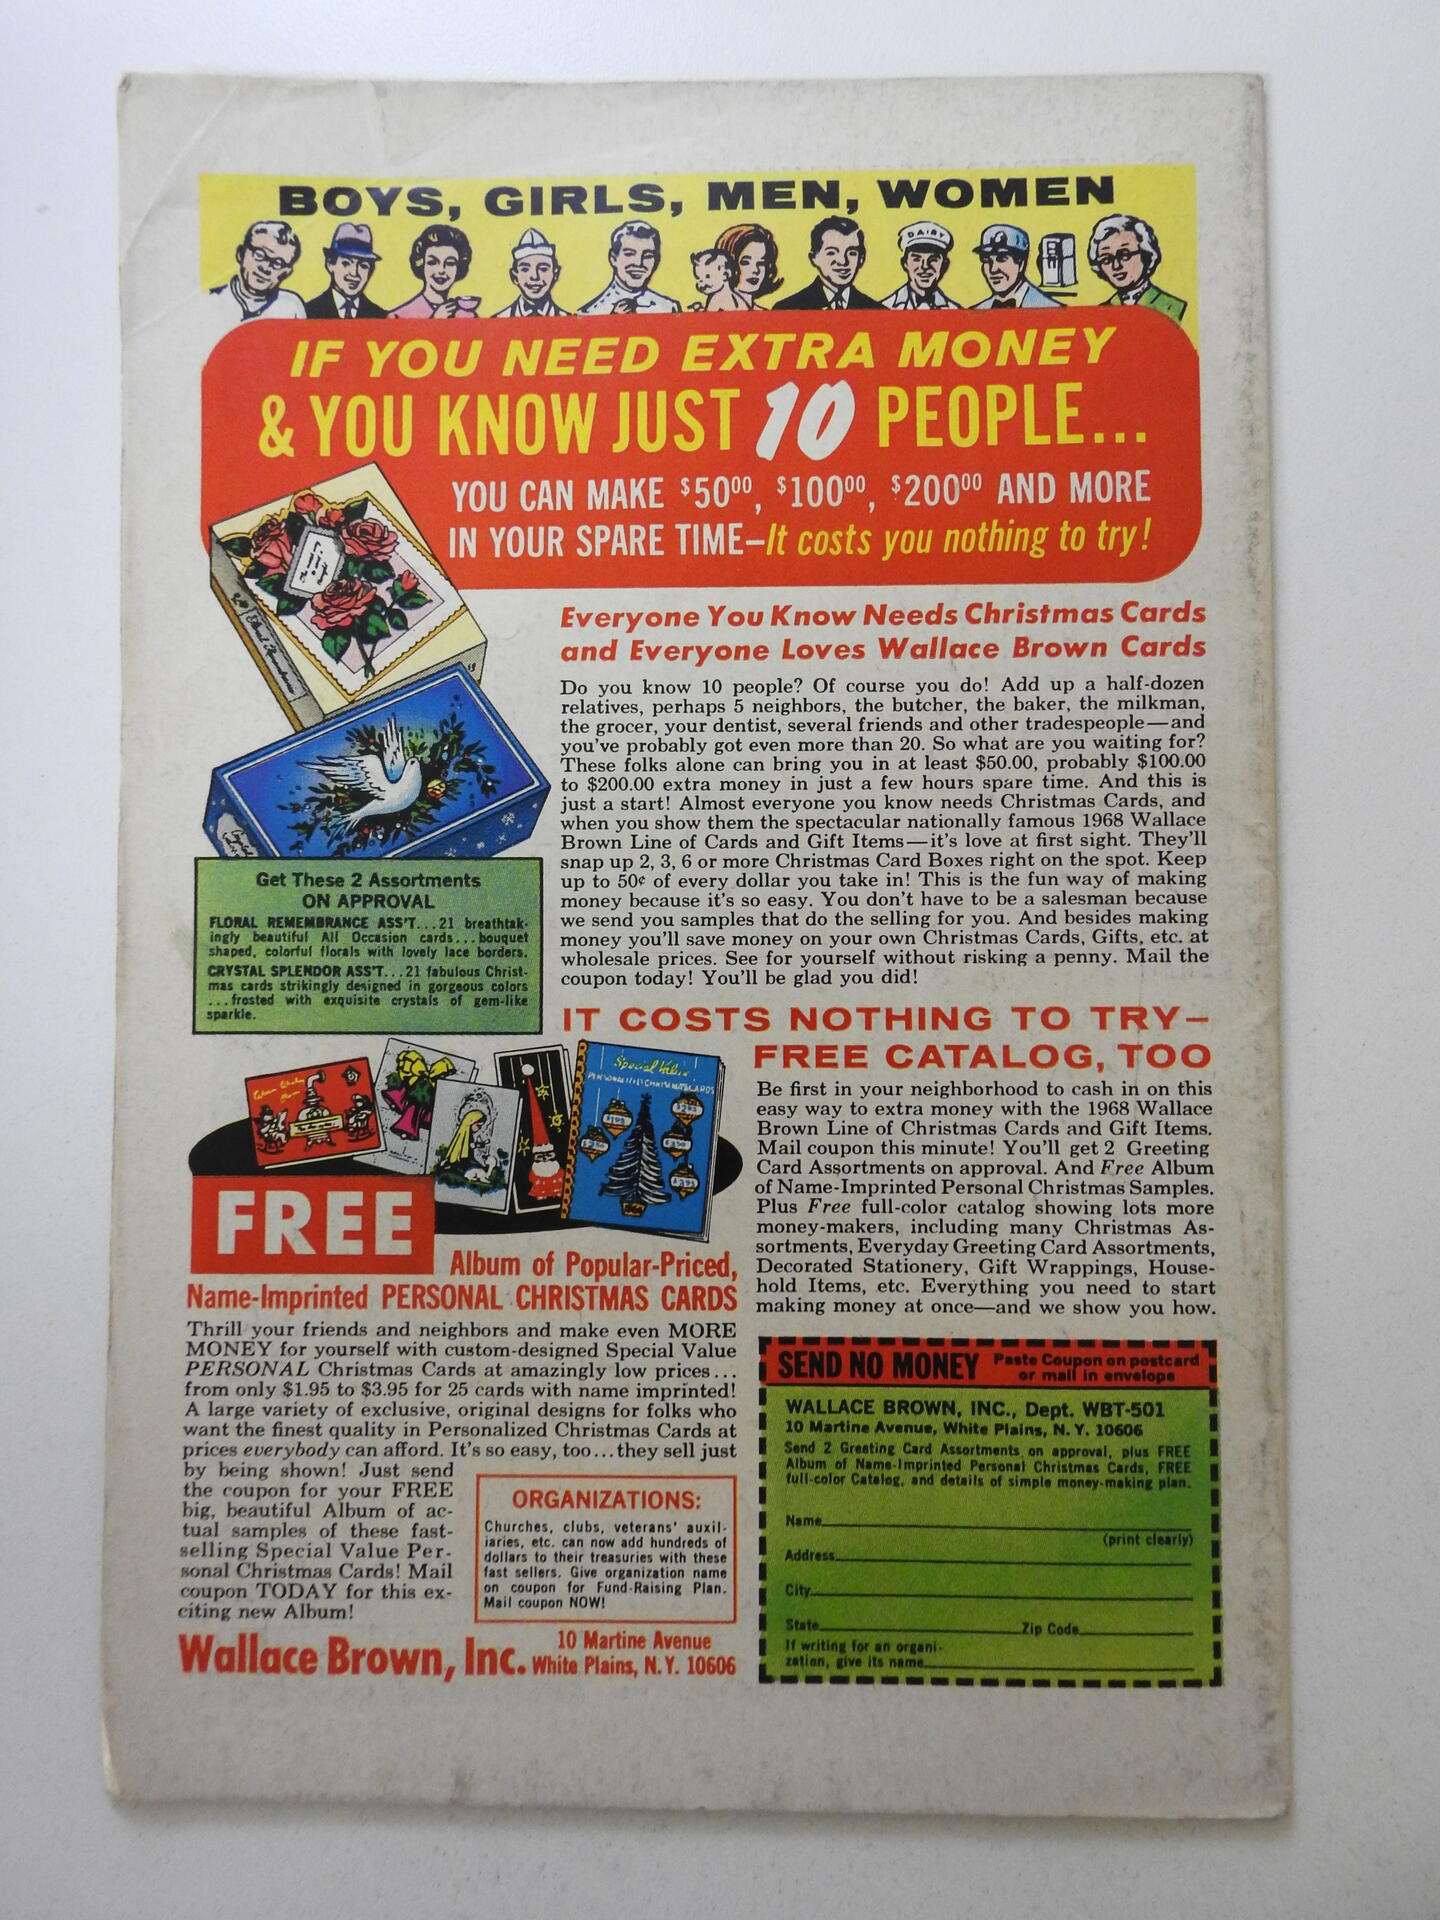 BOYS, GIRLS, MEN, WOMEN
DAIRY
IF YOU NEED EXTRA MONEY
& YOU KNOW JUST 10 PEOPLE...
YOU CAN MAKE $50⁰⁰, $100⁰⁰, $200⁰⁰ AND MORE
IN YOUR SPARE TIME—It costs you nothing to try!
Everyone You Know Needs Christmas Cards
and Everyone Loves Wallace Brown Cards
Do you know 10 people? Of course you do! Add up a half-dozen
relatives, perhaps 5 neighbors, the butcher, the baker, the milkman,
the grocer, your dentist, several friends and other tradespeople—and
you've probably got even more than 20. So what are you waiting for?
These folks alone can bring you in at least $50.00, probably $100.00
to $200.00 extra money in just a few hours spare time. And this is
just a start! Almost everyone you know needs Christmas Cards, and
when you show them the spectacular nationally famous 1968 Wallace
Brown Line of Cards and Gift Items—it's love at first sight. They'll
snap up 2, 3, 6 or more Christmas Card Boxes right on the spot. Keep
up to 50¢ of every dollar you take in! This is the fun way of making
money because it's so easy. You don't have to be a salesman because
we send you samples that do the selling for you. And besides making
money you'll save money on your own Christmas Cards, Gifts, etc. at
wholesale prices. See for yourself without risking a penny. Mail the
coupon today! You'll be glad you did!
Get These 2 Assortments
ON APPROVAL
FLORAL REMEMBRANCE ASS'T...21 breathtak-
ingly beautiful All Occasion cards...bouquet
shaped, colorful florals with lovely lace borders.
CRYSTAL SPLENDOR ASS'T...21 fabulous Christ-
mas cards strikingly designed in gorgeous colors
...frosted with exquisite crystals of gem-like
sparkle.
IT COSTS NOTHING TO TRY—
FREE CATALOG, TOO
Be first in your neighborhood to cash in on this
easy way to extra money with the 1968 Wallace
Brown Line of Christmas Cards and Gift Items.
Mail coupon this minute! You'll get 2 Greeting
Card Assortments on approval. And Free Album
of Name-Imprinted Personal Christmas Samples.
Plus Free full-color catalog showing lots more
money-makers, including many Christmas As-
sortments, Everyday Greeting Card Assortments,
Decorated Stationery, Gift Wrappings, House-
hold Items, etc. Everything you need to start
making money at once—and we show you how.
Special Value
PERSONALIZED CHRISTMAS CARDS
FREE
Album of Popular-Priced,
Name-Imprinted PERSONAL CHRISTMAS CARDS
Thrill your friends and neighbors and make even MORE
MONEY for yourself with custom-designed Special Value
PERSONAL Christmas Cards at amazingly low prices...
from only $1.95 to $3.95 for 25 cards with name imprinted!
A large variety of exclusive, original designs for folks who
want the finest quality in Personalized Christmas Cards at
prices everybody can afford. It's so easy, too...they sell just
by being shown! Just send
the coupon for your FREE
big, beautiful Album of ac-
tual samples of these fast-
selling Special Value Per-
sonal Christmas Cards! Mail
coupon TODAY for this ex-
citing new Album!
ORGANIZATIONS:
Churches, clubs, veterans' auxil-
iaries, etc. can now add hundreds of
dollars to their treasuries with these
fast sellers. Give organization name
on coupon for Fund-Raising Plan.
Mail coupon NOW!
Wallace Brown, Inc. 10 Martine Avenue
White Plains, N.Y. 10606
SEND NO MONEY Paste Coupon on postcard
or mail in envelope
WALLACE BROWN, INC., Dept. WBT-501
10 Martine Avenue, White Plains, N. Y. 10606
Send 2 Greeting Card Assortments on approval, plus FREE
Album of Name-Imprinted Personal Christmas Cards, FREE
full-color Catalog, and details of simple money-making plan.
Name
(print clearly)
Address
City
State Zip Code
If writing for an organi-
zation, give its name